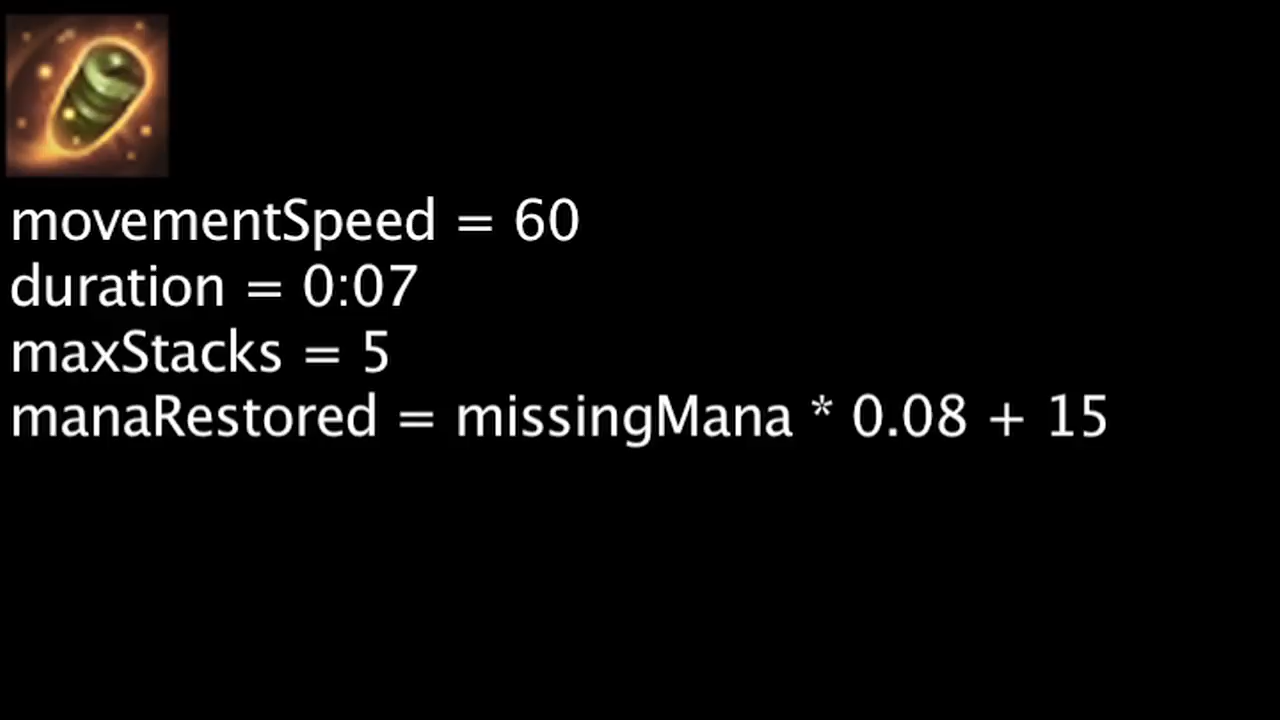 movementSpeed = 60
duration = 0:07
maxStacks = 5
manaRestored = missingMana * 0.08 + 15